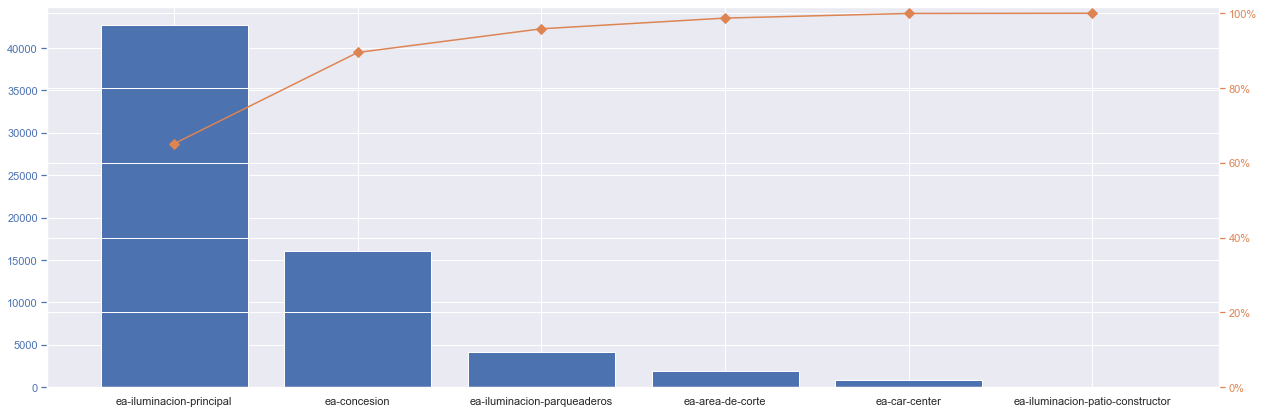 40000
35000
30000
25000
20000
15000
10000
5000
0
100%
80%
60%
40%
20%
0%
ea-iluminacion-principal
ea-concesion
ea-iluminacion-parqueaderos
ea-area-de-corte
ea-car-center
ea-iluminacion-patio-constructor